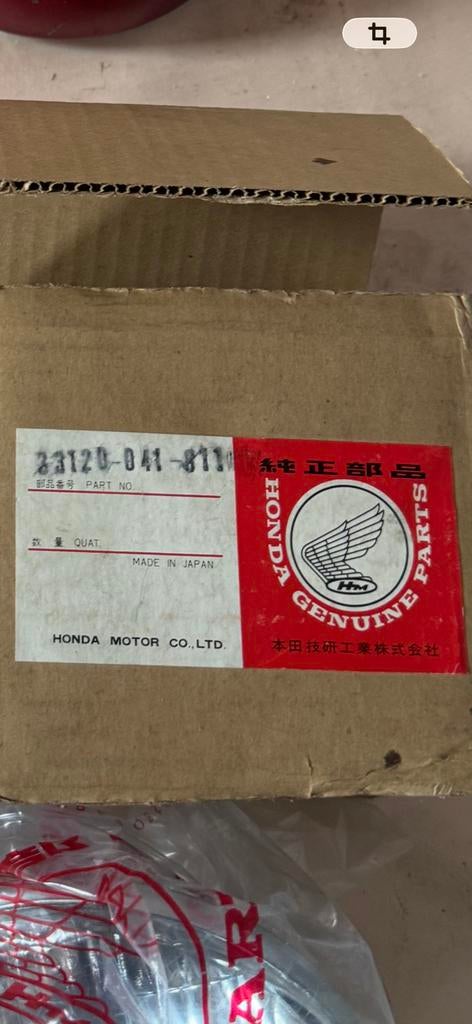 33120-041-811
部品番号 PART NO.
数量 QUAT.
MADE IN JAPAN
HONDA MOTOR CO.,LTD.
純正部品
HONDA GENUINE PARTS
HM
本田技研工業株式会社